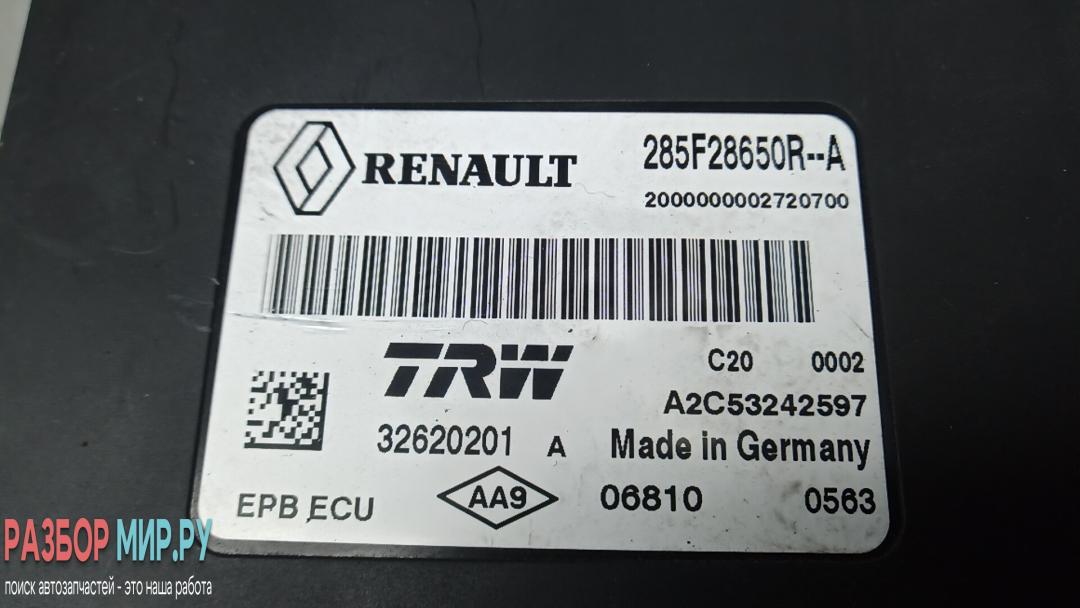 RENAULT 285F28650R--A
2000000002720700
TRW C20 0002
A2C53242597
32620201 A Made in Germany
EPB ECU AA9 06810 0563
РАЗБОР МИР.РУ
поиск автозапчастей - это наша работа